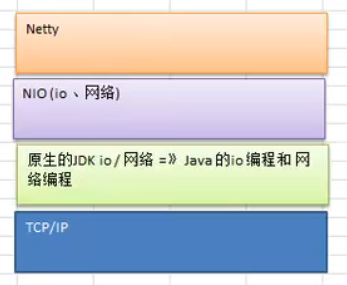 Netty
NIO (io 、网络)
原生的JDK io / 网络 =》 Java 的io 编程和 网
络编程
TCP/IP